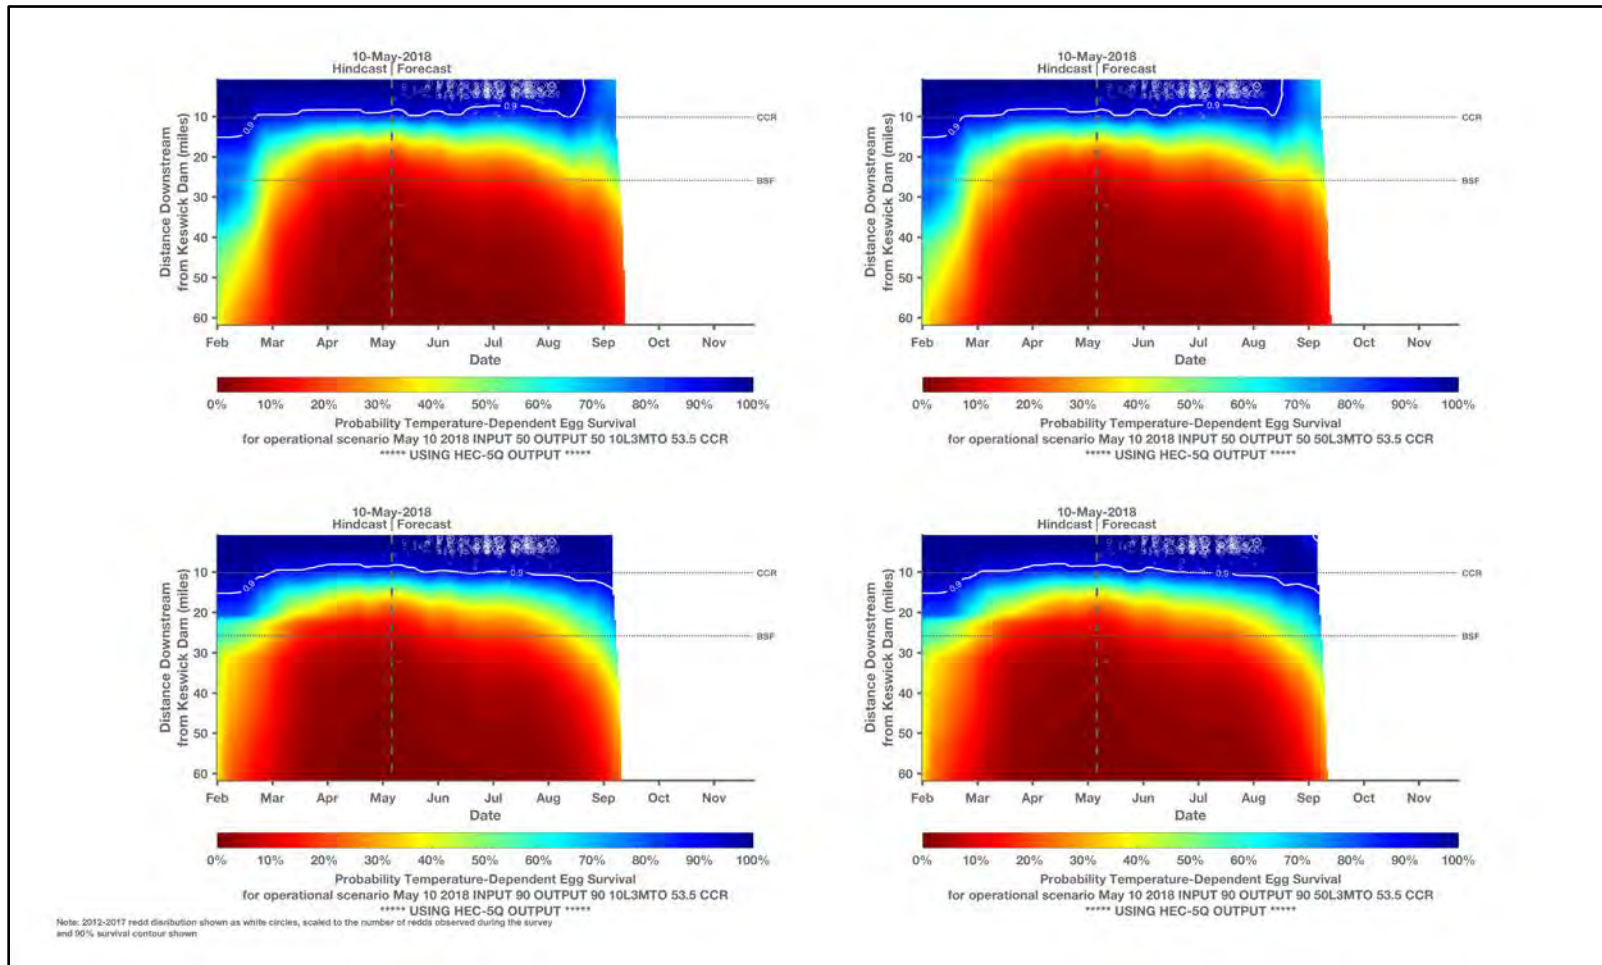 10-May-2018
Hindcast | Forecast
0.9
0.9
CCR
BSF
10
20
30
40
50
60
Distance Downstream
from Keswick Dam (miles)
Feb Mar Apr May Jun Jul Aug Sep Oct Nov
Date
0% 10% 20% 30% 40% 50% 60% 70% 80% 90% 100%
Probability Temperature-Dependent Egg Survival
for operational scenario May 10 2018 INPUT 50 OUTPUT 50 10L3MTO 53.5 CCR
***** USING HEC-5Q OUTPUT *****
10-May-2018
Hindcast | Forecast
0.9
0.9
CCR
BSF
10
20
30
40
50
60
Distance Downstream
from Keswick Dam (miles)
Feb Mar Apr May Jun Jul Aug Sep Oct Nov
Date
0% 10% 20% 30% 40% 50% 60% 70% 80% 90% 100%
Probability Temperature-Dependent Egg Survival
for operational scenario May 10 2018 INPUT 50 OUTPUT 50 50L3MTO 53.5 CCR
***** USING HEC-5Q OUTPUT *****
10-May-2018
Hindcast | Forecast
0.9
0.9
CCR
BSF
10
20
30
40
50
60
Distance Downstream
from Keswick Dam (miles)
Feb Mar Apr May Jun Jul Aug Sep Oct Nov
Date
0% 10% 20% 30% 40% 50% 60% 70% 80% 90% 100%
Probability Temperature-Dependent Egg Survival
for operational scenario May 10 2018 INPUT 90 OUTPUT 90 10L3MTO 53.5 CCR
***** USING HEC-5Q OUTPUT *****
10-May-2018
Hindcast | Forecast
0.9
0.9
CCR
BSF
10
20
30
40
50
60
Distance Downstream
from Keswick Dam (miles)
Feb Mar Apr May Jun Jul Aug Sep Oct Nov
Date
0% 10% 20% 30% 40% 50% 60% 70% 80% 90% 100%
Probability Temperature-Dependent Egg Survival
for operational scenario May 10 2018 INPUT 90 OUTPUT 90 50L3MTO 53.5 CCR
***** USING HEC-5Q OUTPUT *****
Note: 2012-2017 redd disribution shown as white circles, scaled to the number of redds observed during the survey
and 90% survival contour shown